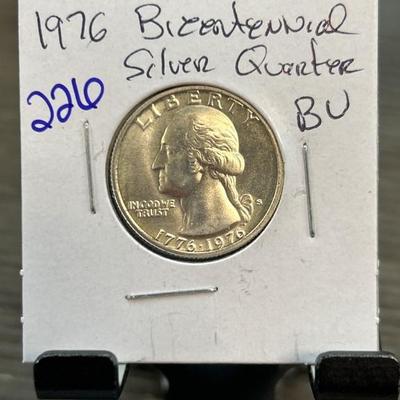 1976 Bicentennial
Silver Quarter
226
BU
LIBERTY
IN GOD WE
TRUST
S
1776·1976